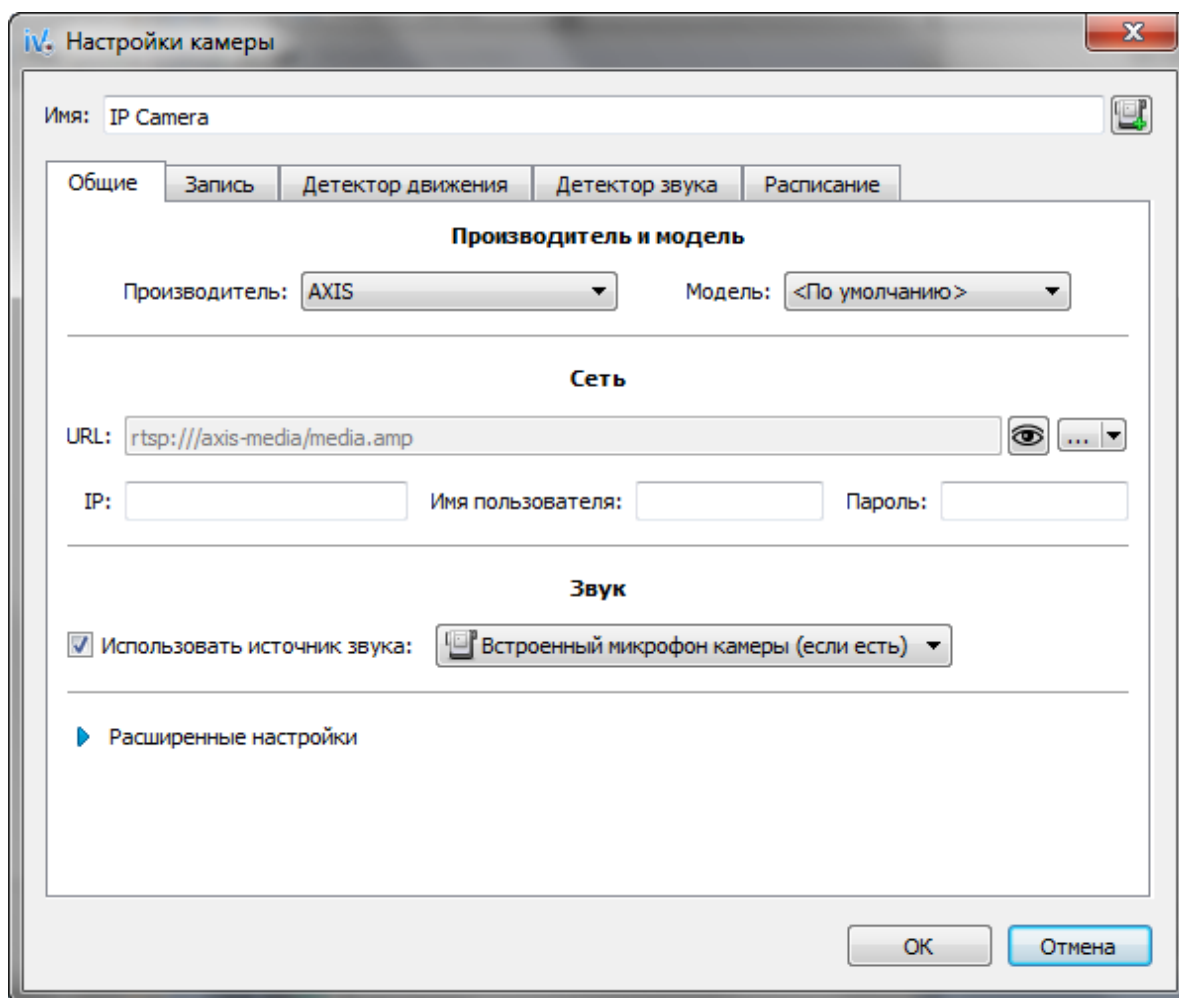 iv. Настройки камеры
Имя: IP Camera
Общие Запись Детектор движения Детектор звука Расписание
Производитель и модель
Производитель: AXIS Модель: <По умолчанию>
Сеть
URL: rtsp:///axis-media/media.amp ...
IP: Имя пользователя: Пароль:
Звук
Использовать источник звука: Встроенный микрофон камеры (если есть)
Расширенные настройки
OK Отмена